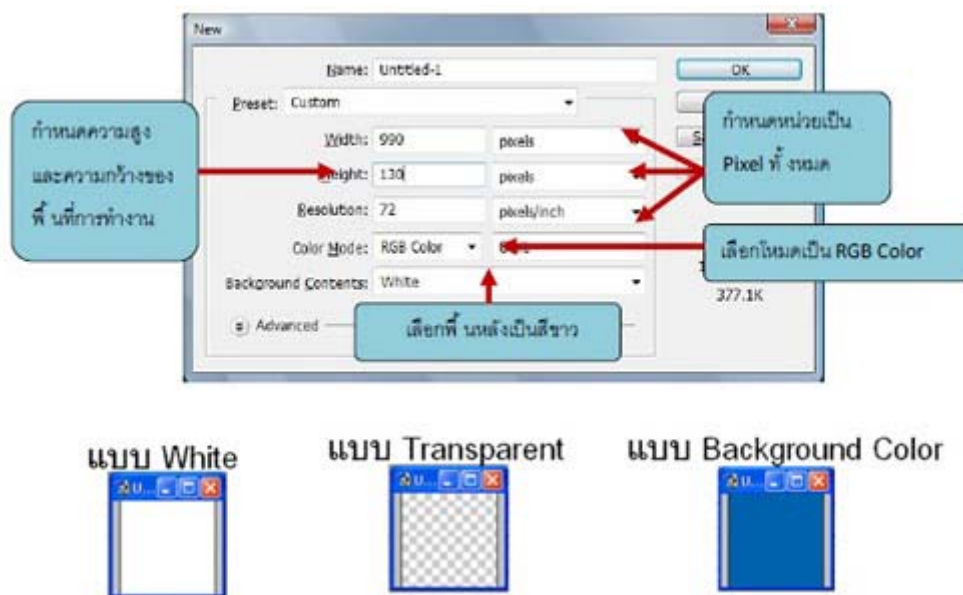 New
Name: Untitled-1
OK
Preset: Custom
กำหนดความสูง
และความกว้างของ
พื้ นที่การทำงาน
Width: 990 pixels
Height: 130 pixels
Resolution: 72 pixels/inch
Color Mode: RGB Color
Background Contents: White
Advanced
กำหนดหน่วยเป็น
Pixel ทั้ งหมด
เลือกโหมดเป็น RGB Color
377.1K
เลือกพื้ นหลังเป็นสีขาว
แบบ White
แบบ Transparent
แบบ Background Color
U...
U...
U...